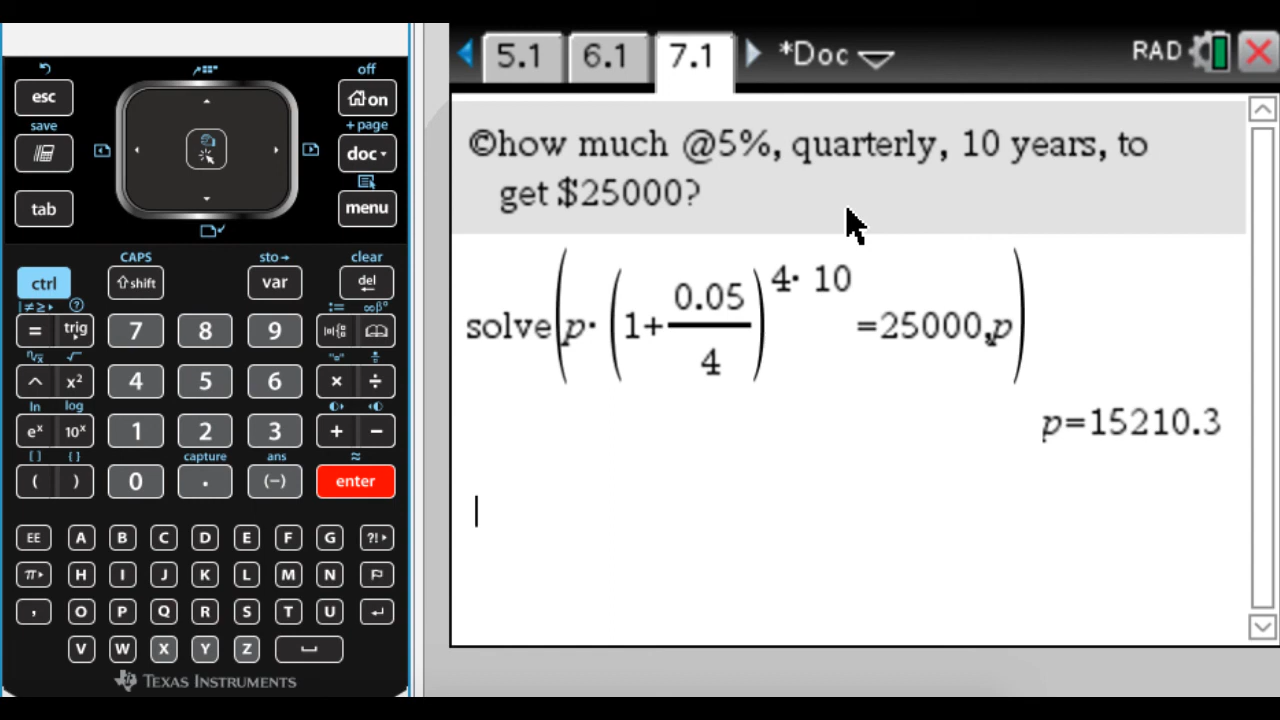 5.1 6.1 7.1 *Doc RAD
©how much @5%, quarterly, 10 years, to
get $25000?
solve(p·(1+0.05/4)^4·10=25000,p)
p=15210.3
off
esc on
save + page
doc
tab menu
CAPS sto→ clear
ctrl shift var del
= trig 7 8 9
|≠≥▸ ? := ∞β°
ⁿ√x √
^ x² 4 5 6 × ÷
ln log
eˣ 10ˣ 1 2 3 + −
[ ] { } capture ans ≈
( ) 0 . (−) enter
EE A B C D E F G ?!▸
π▸ H I J K L M N
, O P Q R S T U
V W X Y Z
TEXAS INSTRUMENTS